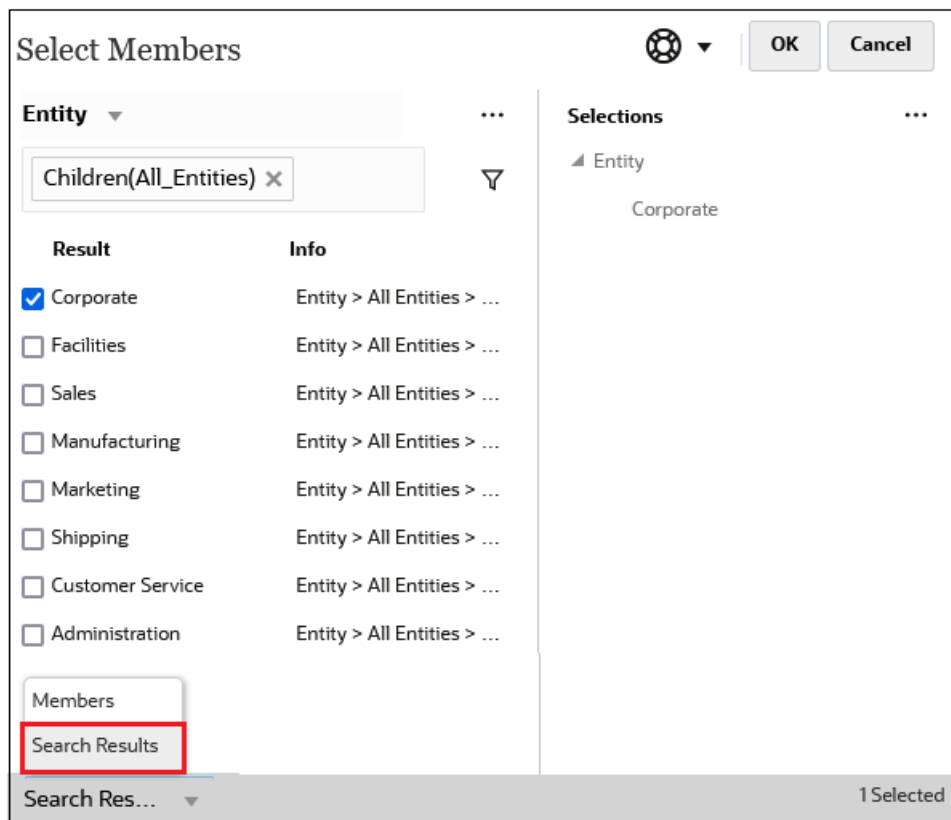 Select Members
OK
Cancel
Entity
...
Selections
...
Children(All_Entities) ×
Entity
Corporate
Result Info
Corporate Entity > All Entities > ...
Facilities Entity > All Entities > ...
Sales Entity > All Entities > ...
Manufacturing Entity > All Entities > ...
Marketing Entity > All Entities > ...
Shipping Entity > All Entities > ...
Customer Service Entity > All Entities > ...
Administration Entity > All Entities > ...
Members
Search Results
Search Res...
1 Selected